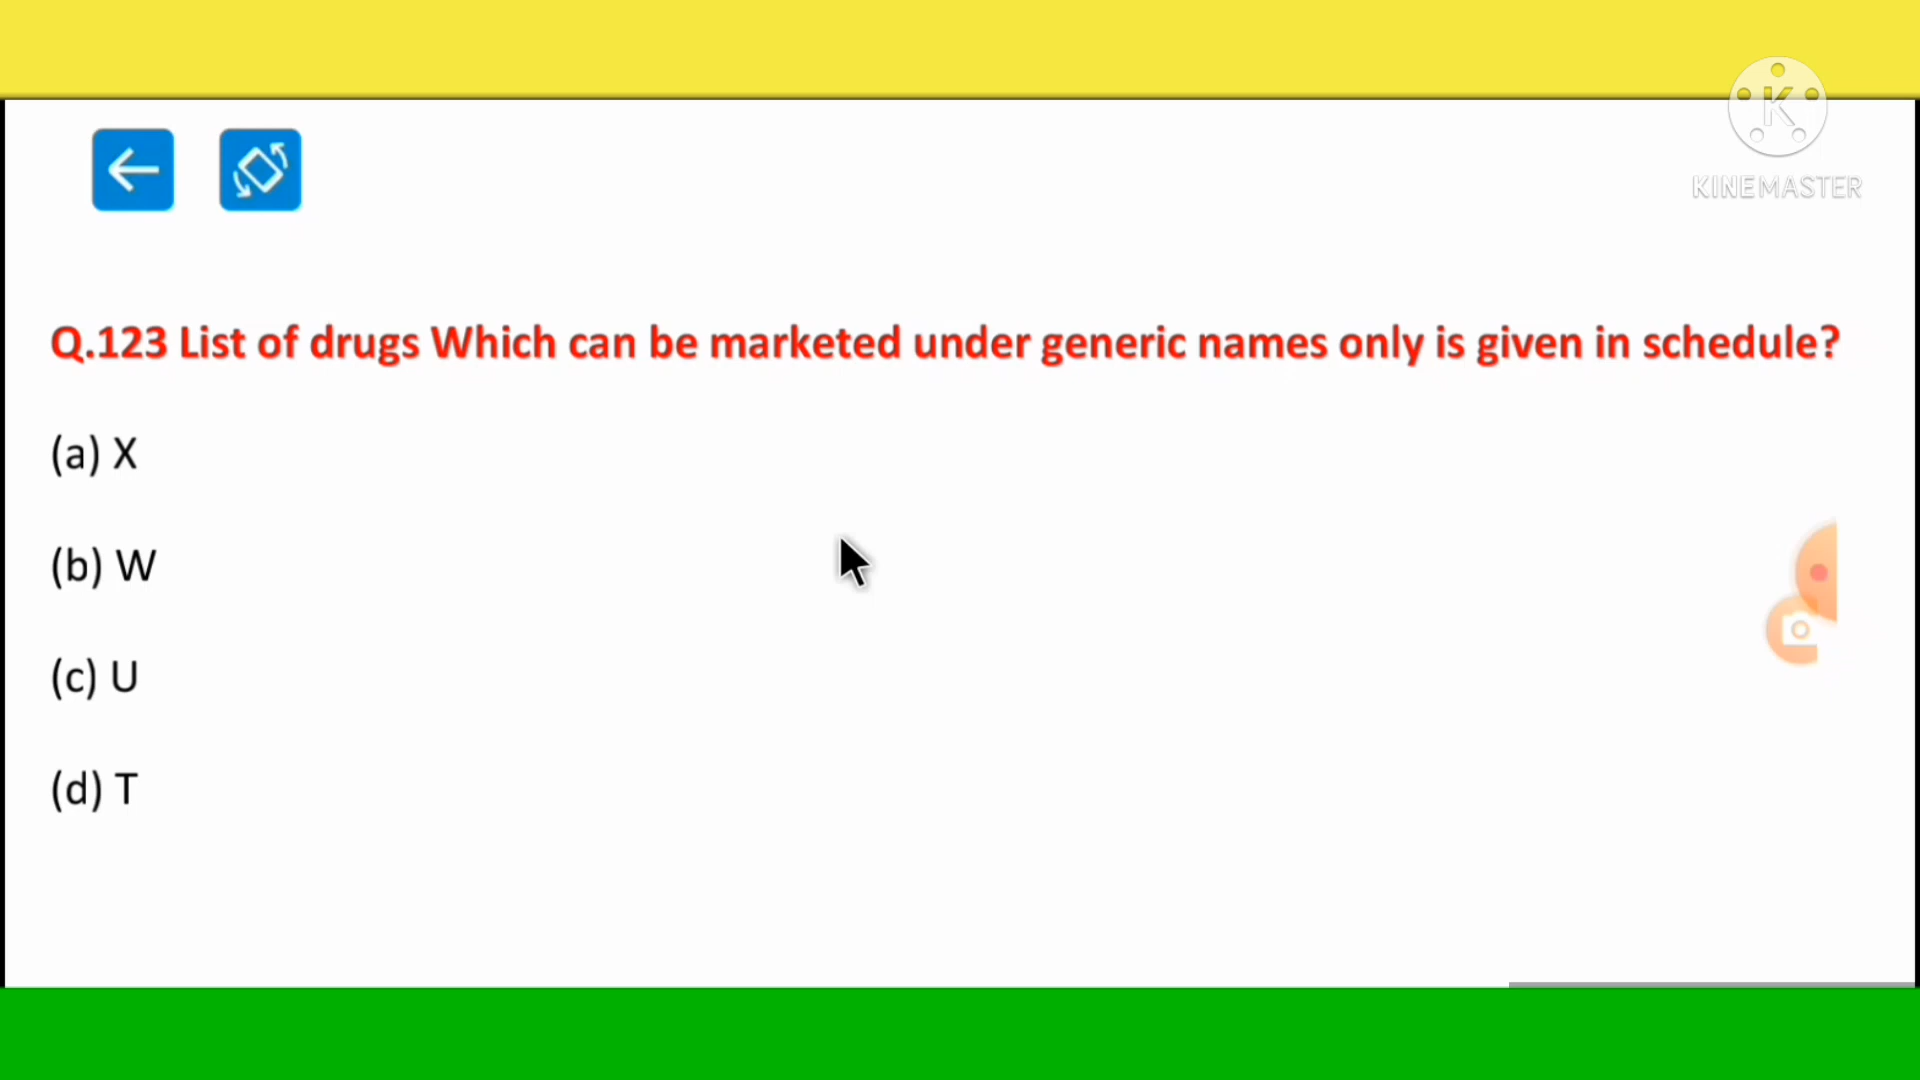 K
KINEMASTER
Q.123 List of drugs Which can be marketed under generic names only is given in schedule?
(a) X
(b) W
(c) U
(d) T